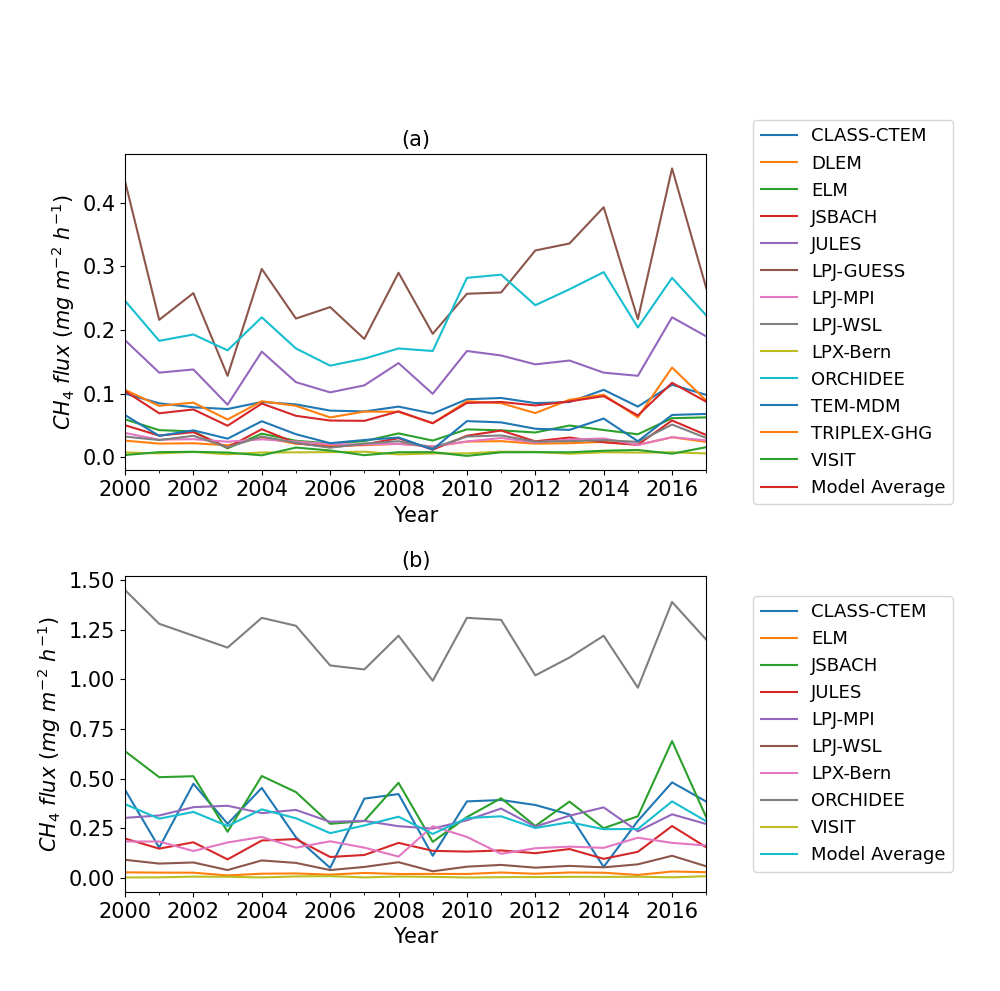 (a)
CH4 flux (mg m−2 h−1)
0.4
0.3
0.2
0.1
0.0
2000 2002 2004 2006 2008 2010 2012 2014 2016
Year
CLASS-CTEM
DLEM
ELM
JSBACH
JULES
LPJ-GUESS
LPJ-MPI
LPJ-WSL
LPX-Bern
ORCHIDEE
TEM-MDM
TRIPLEX-GHG
VISIT
Model Average
(b)
CH4 flux (mg m−2 h−1)
1.50
1.25
1.00
0.75
0.50
0.25
0.00
2000 2002 2004 2006 2008 2010 2012 2014 2016
Year
CLASS-CTEM
ELM
JSBACH
JULES
LPJ-MPI
LPJ-WSL
LPX-Bern
ORCHIDEE
VISIT
Model Average